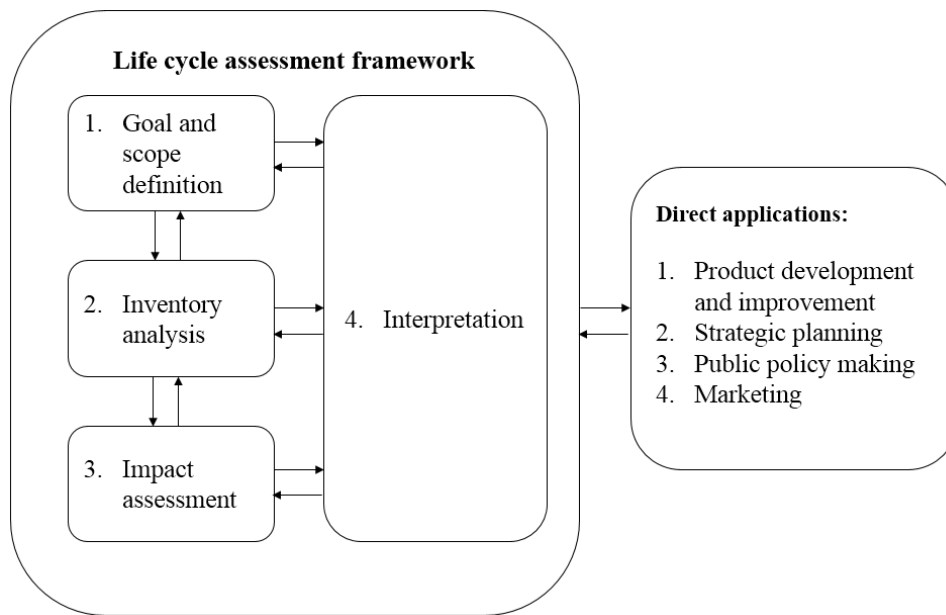 Life cycle assessment framework
1. Goal and
scope
definition
2. Inventory
analysis
3. Impact
assessment
4. Interpretation
Direct applications:
1. Product development
and improvement
2. Strategic planning
3. Public policy making
4. Marketing